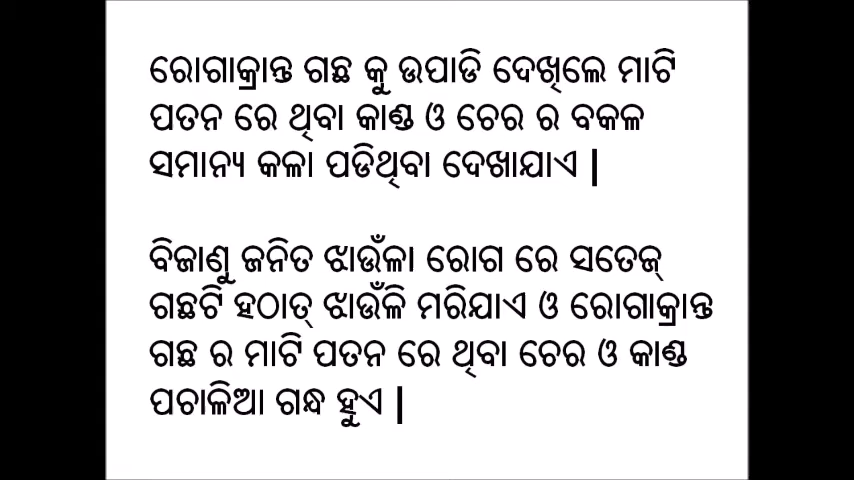 ରୋଗାକ୍ରାନ୍ତ ଗଛ କୁ ଉପାଡି ଦେଖିଲେ ମାଟି
ପତନ ରେ ଥିବା କାଣ୍ଡ ଓ ଚେର ର ବକଳ
ସମାନ୍ୟ କଳା ପଡିଥିବା ଦେଖାଯାଏ |
ବିଜାଣୁ ଜନିତ ଝାଉଁଳା ରୋଗ ରେ ସତେଜ୍
ଗଛଟି ହଠାତ୍ ଝାଉଁଳି ମରିଯାଏ ଓ ରୋଗାକ୍ରାନ୍ତ
ଗଛ ର ମାଟି ପତନ ରେ ଥିବା ଚେର ଓ କାଣ୍ଡ
ପଚାଳିଆ ଗନ୍ଧ ହୁଏ |